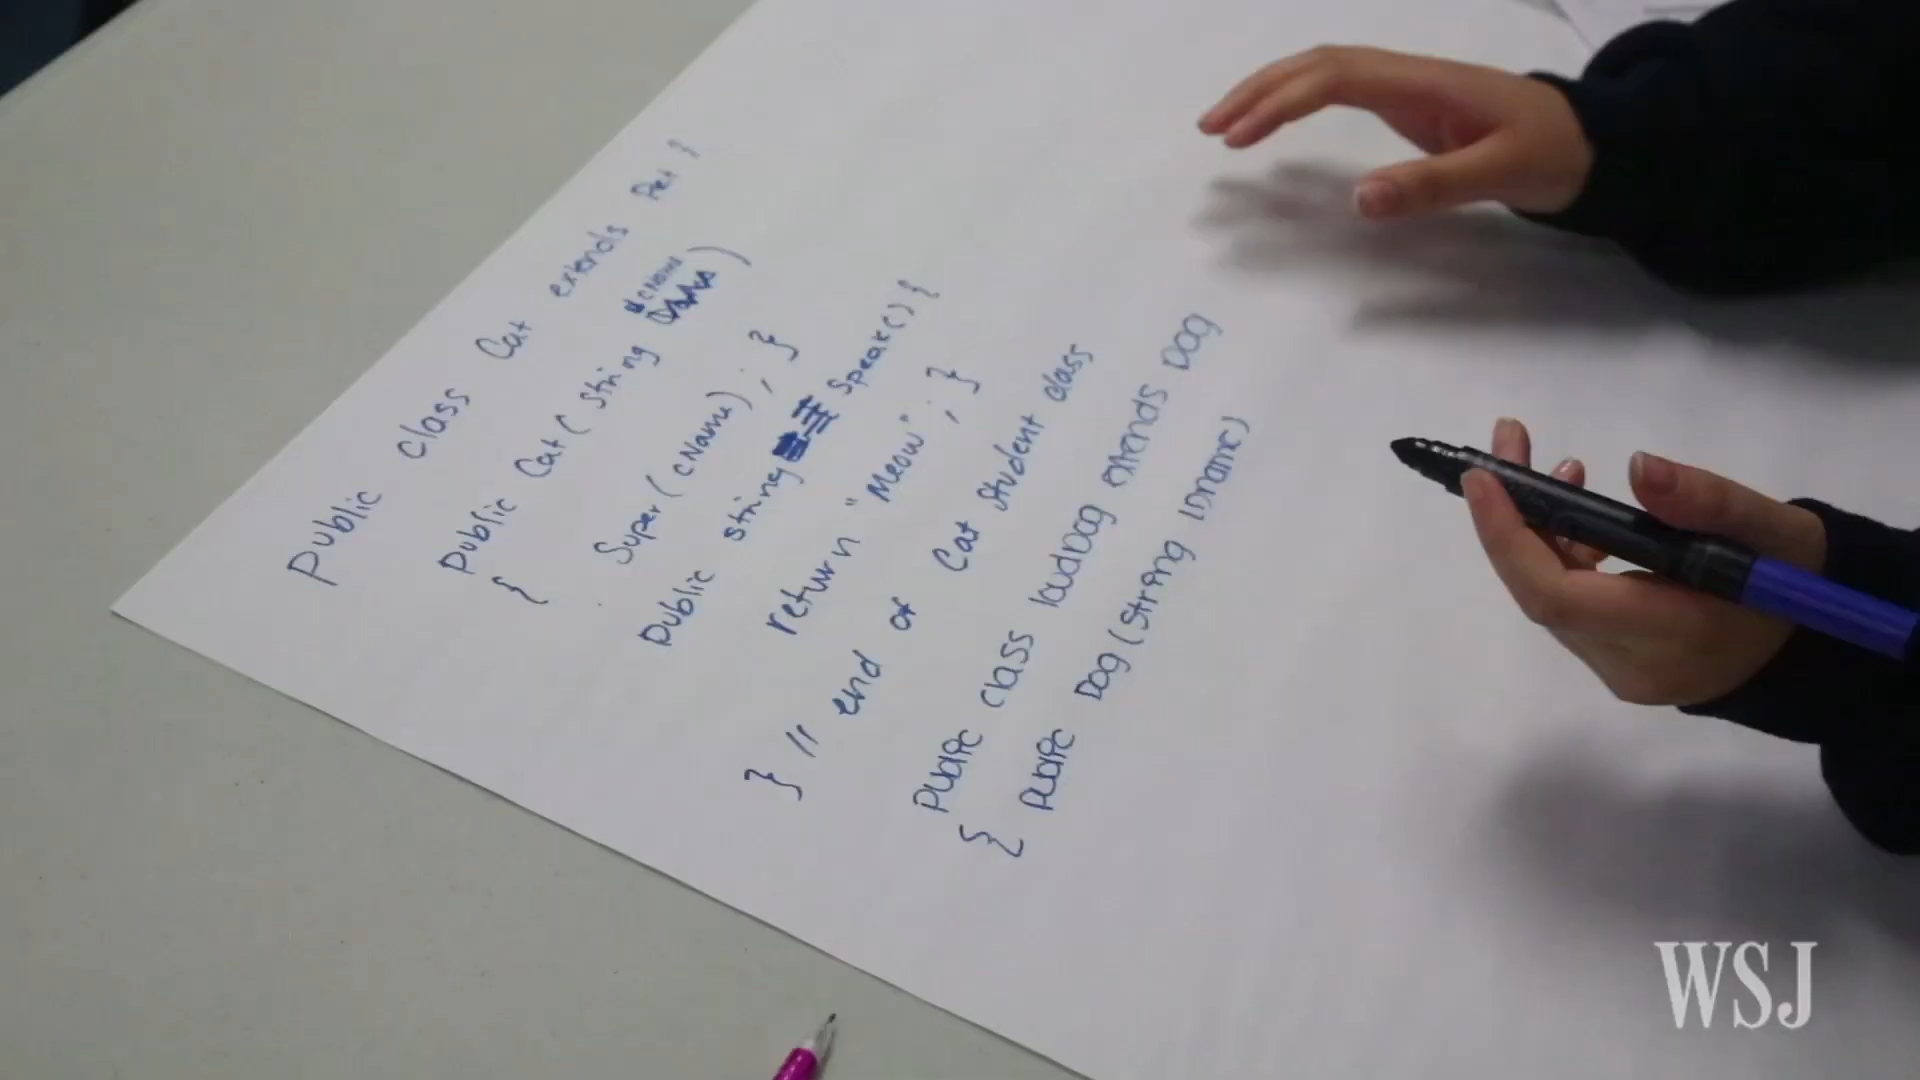 public class Cat extends Pet {
public Cat (string cName)
{
super(cName); }
public string speak() {
return "Meow"; }
} // end of Cat student class
public class loudDog extends Dog
{ public Dog (string lDname)
WSJ